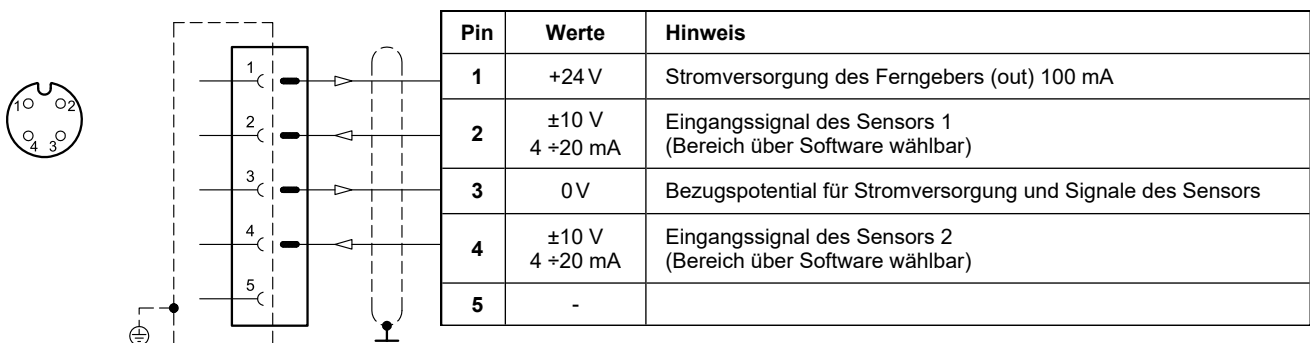 1 2
4 3
1
2
3
4
5
Pin Werte Hinweis
1 +24 V Stromversorgung des Ferngebers (out) 100 mA
2 ±10 V Eingangssignal des Sensors 1
4 ÷20 mA (Bereich über Software wählbar)
3 0 V Bezugspotential für Stromversorgung und Signale des Sensors
4 ±10 V Eingangssignal des Sensors 2
4 ÷20 mA (Bereich über Software wählbar)
5 -